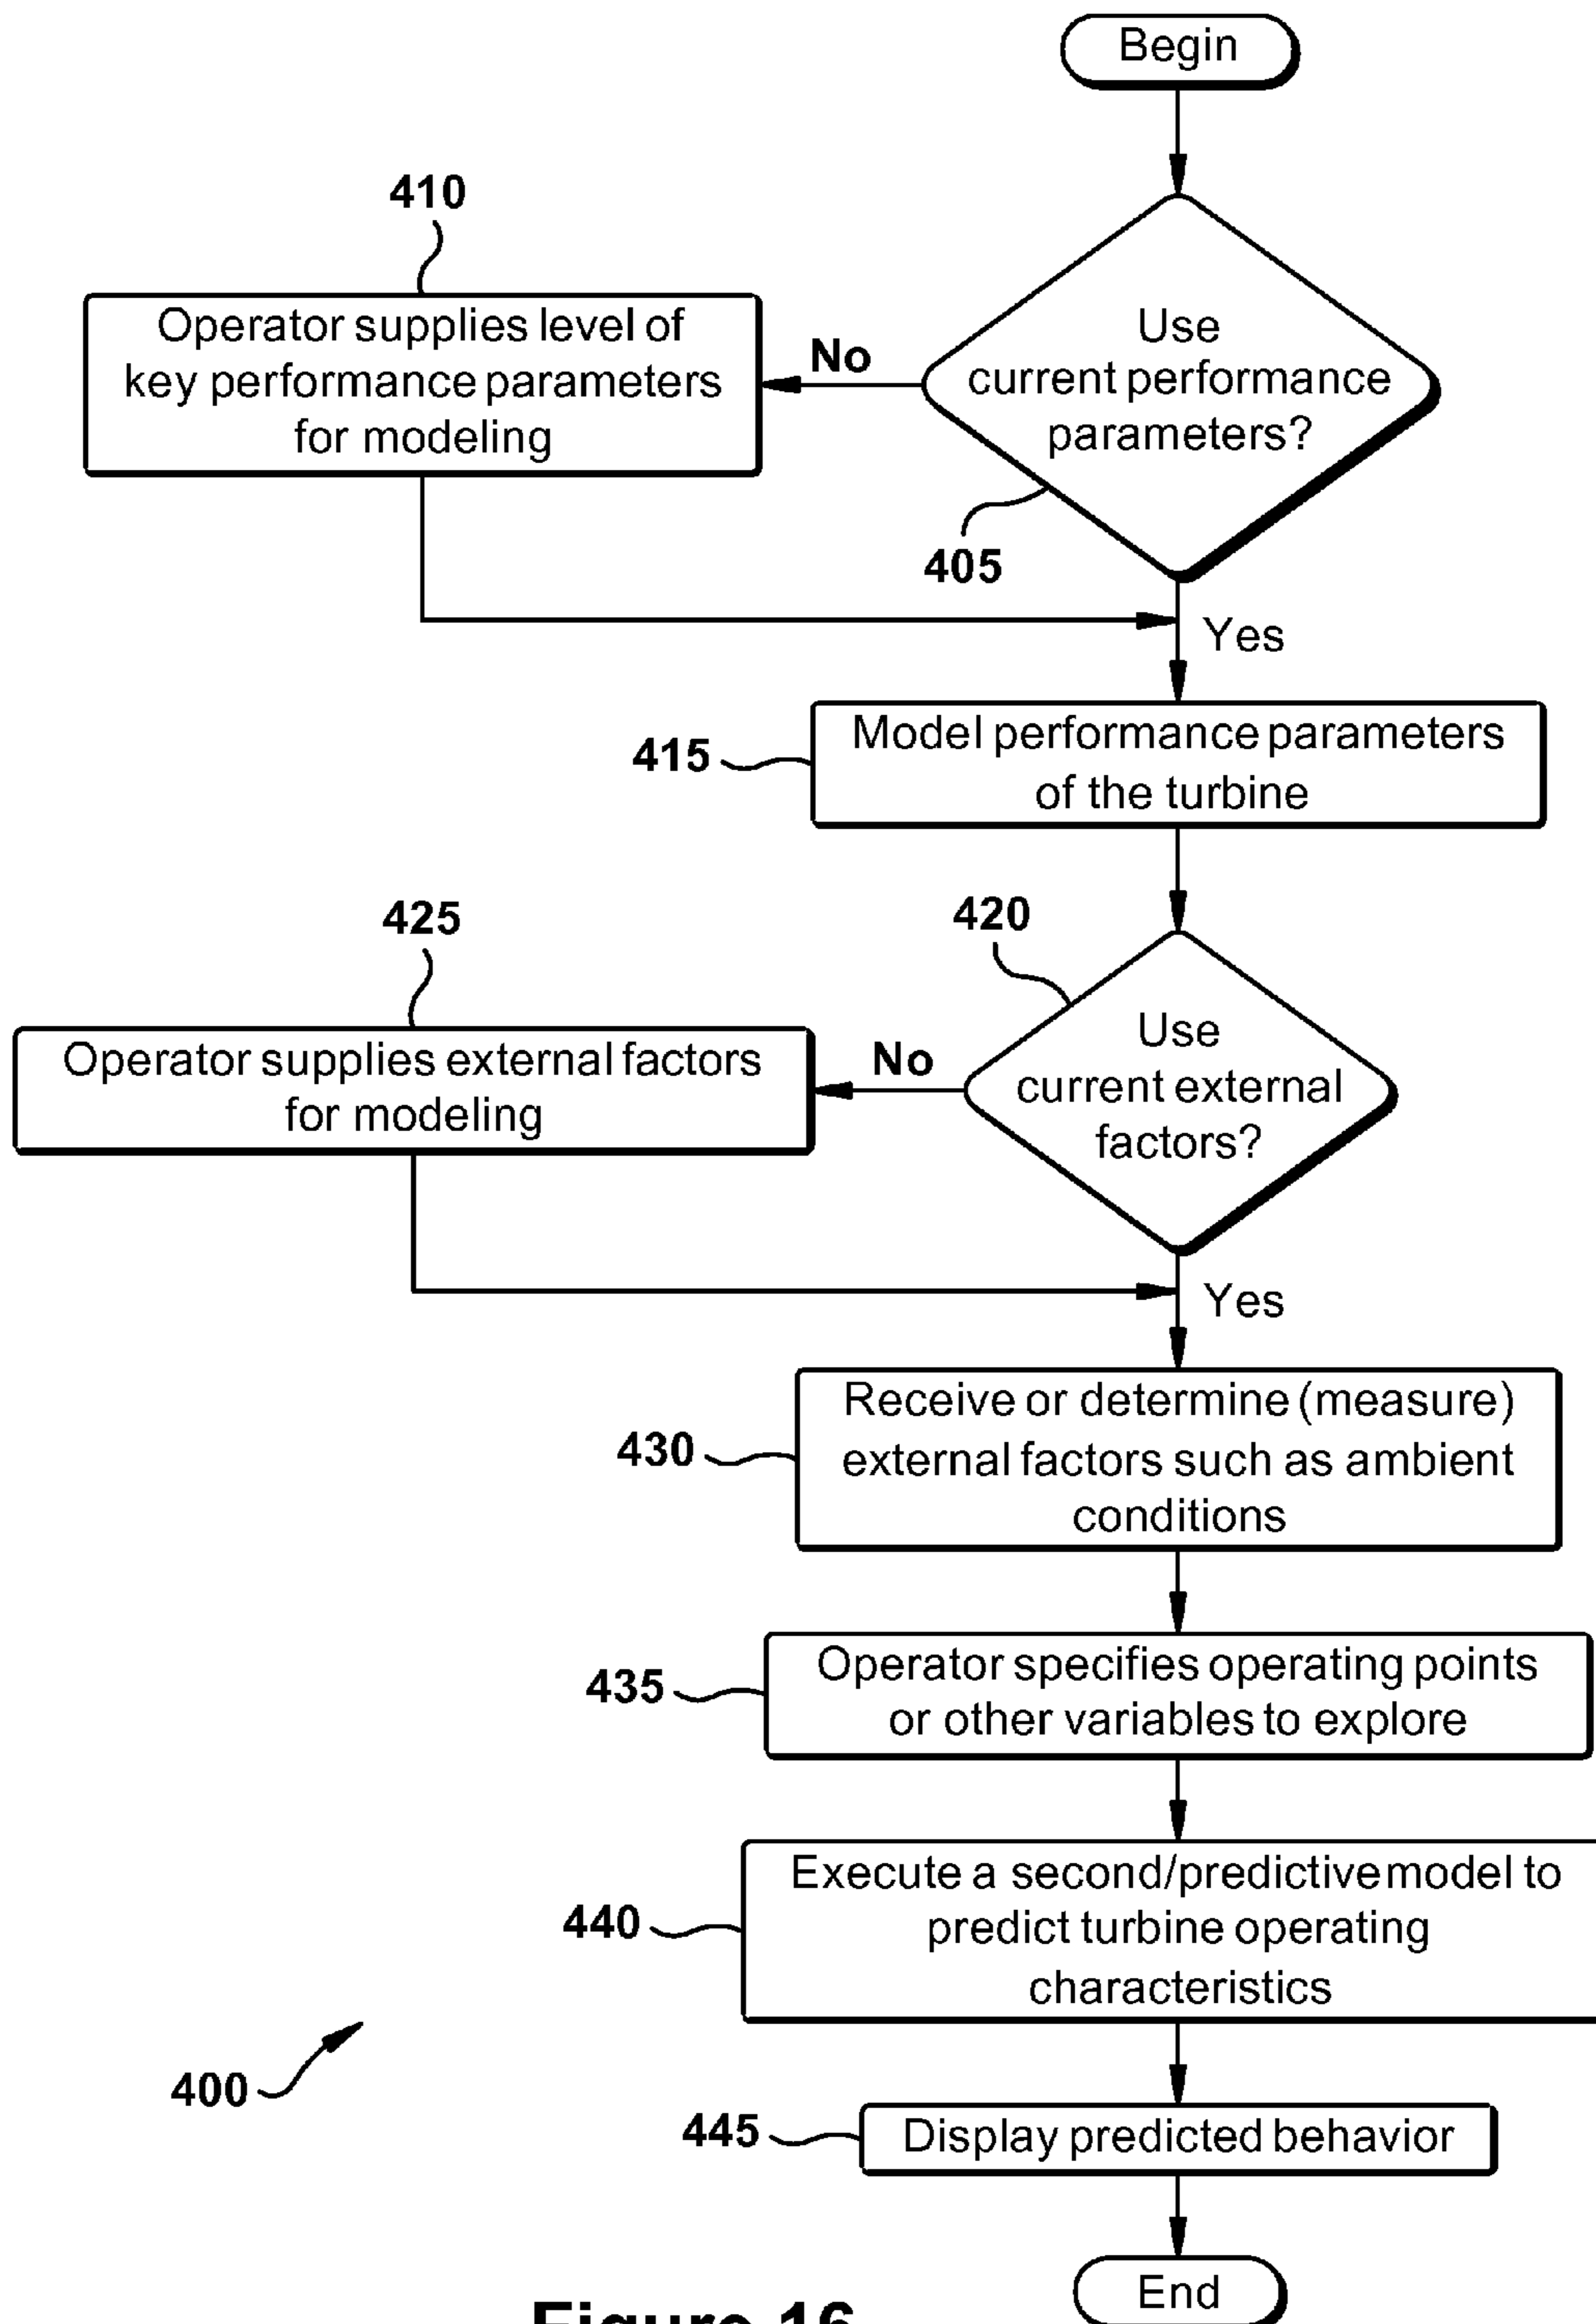 Begin
410
Operator supplies level of
key performance parameters
for modeling
No
Use
current performance
parameters?
405
Yes
415
Model performance parameters
of the turbine
425
420
Operator supplies external factors
for modeling
No
Use
current external
factors?
Yes
430
Receive or determine (measure)
external factors such as ambient
conditions
435
Operator specifies operating points
or other variables to explore
440
Execute a second/predictive model to
predict turbine operating
characteristics
400
445
Display predicted behavior
End
Figure 16